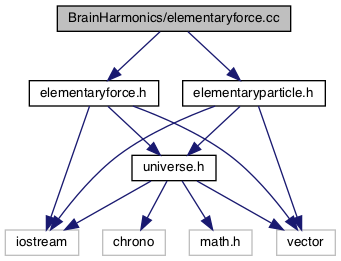 BrainHarmonics/elementaryforce.cc
elementaryforce.h
elementaryparticle.h
universe.h
iostream
chrono
math.h
vector